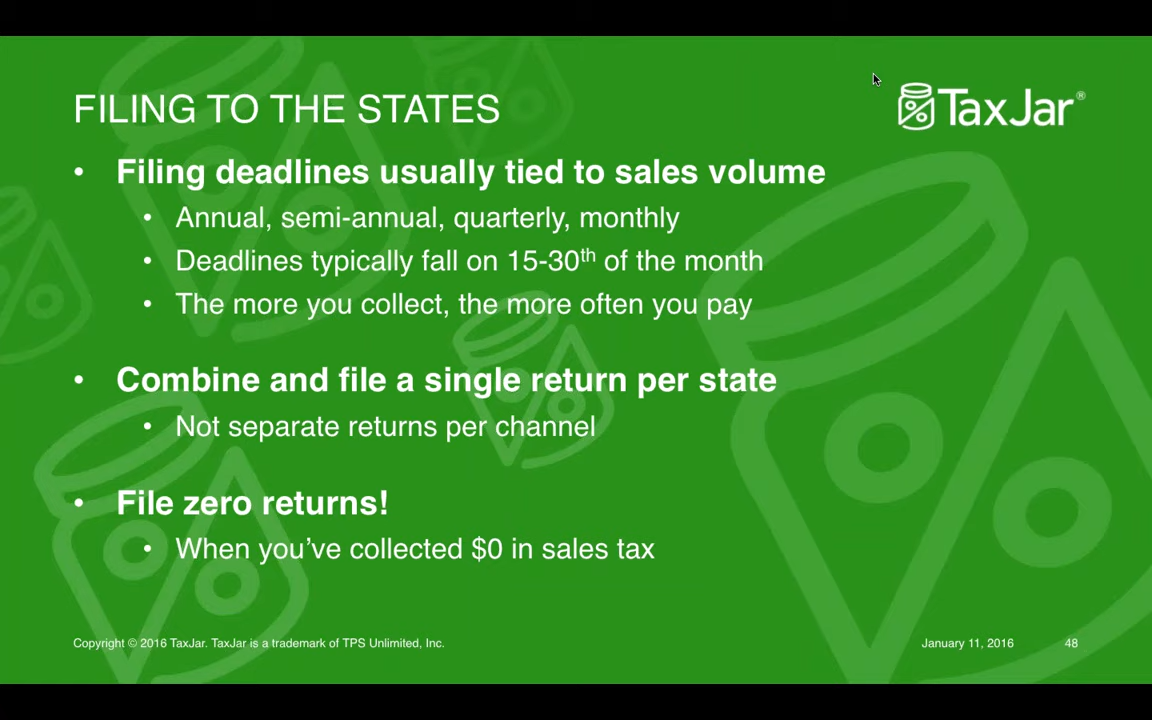 FILING TO THE STATES
TaxJar®
• Filing deadlines usually tied to sales volume
• Annual, semi-annual, quarterly, monthly
• Deadlines typically fall on 15-30th of the month
• The more you collect, the more often you pay
• Combine and file a single return per state
• Not separate returns per channel
• File zero returns!
• When you’ve collected $0 in sales tax
Copyright © 2016 TaxJar. TaxJar is a trademark of TPS Unlimited, Inc.
January 11, 2016
48